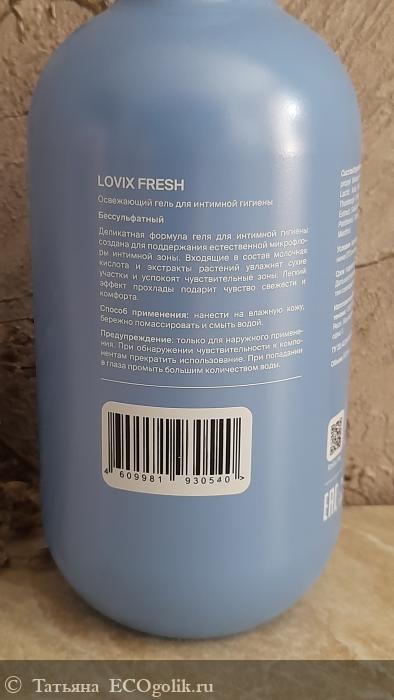 LOVIX FRESH
Освежающий гель для интимной гигиены
Бессульфатный
Деликатная формула геля для интимной гигиены
создана для поддержания естественной микрофло-
ры интимной зоны. Входящие в состав молочная
кислота и экстракты растений увлажнят сухие
участки и успокоят чувствительные зоны. Легкий
эффект прохлады подарит чувство свежести и
комфорта.
Способ применения: нанести на влажную кожу,
бережно помассировать и смыть водой.
Предупреждение: только для наружного примене-
ния. При обнаружении чувствительности к компо-
нентам прекратить использование. При попадании
в глаза промыть большим количеством воды.
4 609981 930540 >
EAC
© Татьяна ECOgolik.ru